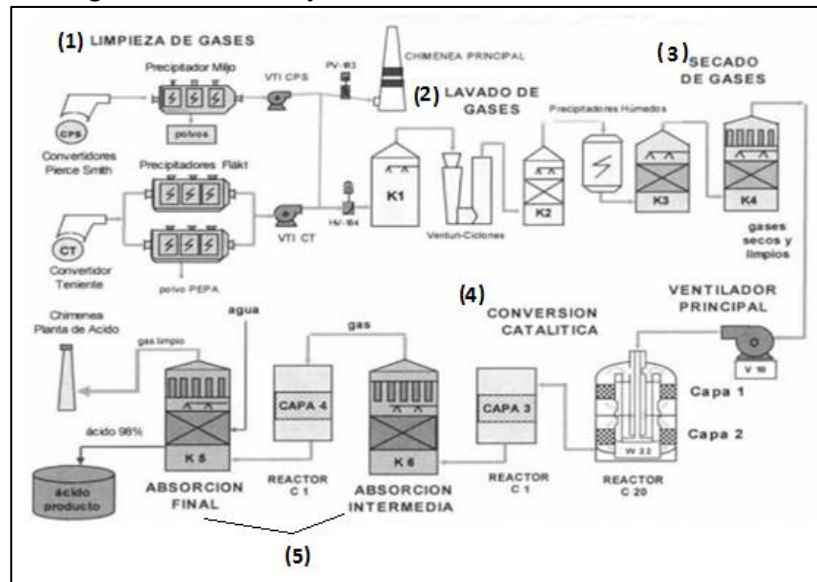 (1) LIMPIEZA DE GASES
Precipitador Miljo
VTI CPS
PV-183
CHIMENEA PRINCIPAL
(2) LAVADO DE
GASES
(3) SECADO
DE GASES
CPS
polvos
Convertidores
Pierce Smith
Precipitadores Fläkt
Precipitadores Húmedos
K1
K2
K3
K4
CT
VTI CT
HV-184
Venturi-Ciclones
Convertidor
Teniente
polvo PEPA
gases
secos y
limpios
Chimenea
Planta de Acido
agua
gas limpio
gas
(4)
CONVERSION
CATALITICA
VENTILADOR
PRINCIPAL
V 10
CAPA 4
CAPA 3
Capa 1
Capa 2
ácido 98%
K 5
K 6
W 22
ácido
producto
ABSORCION
FINAL
REACTOR
C 1
ABSORCION
INTERMEDIA
REACTOR
C 1
REACTOR
C 20
(5)